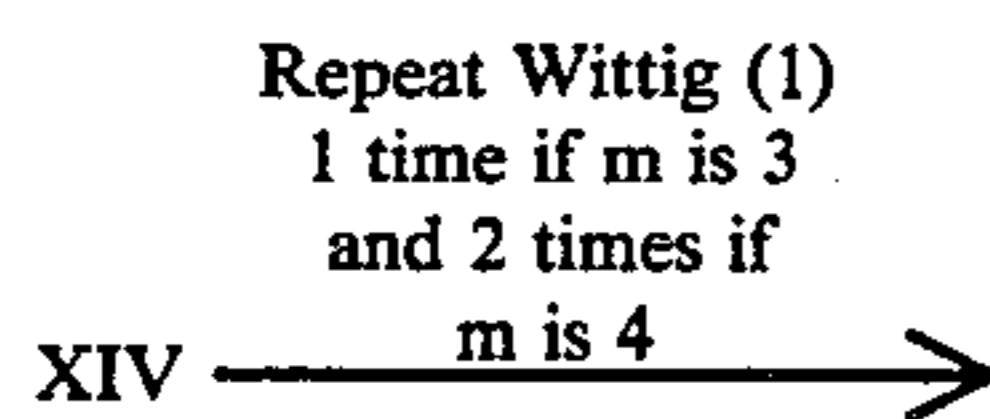 Repeat Wittig (1)
1 time if m is 3
and 2 times if
m is 4
XIV